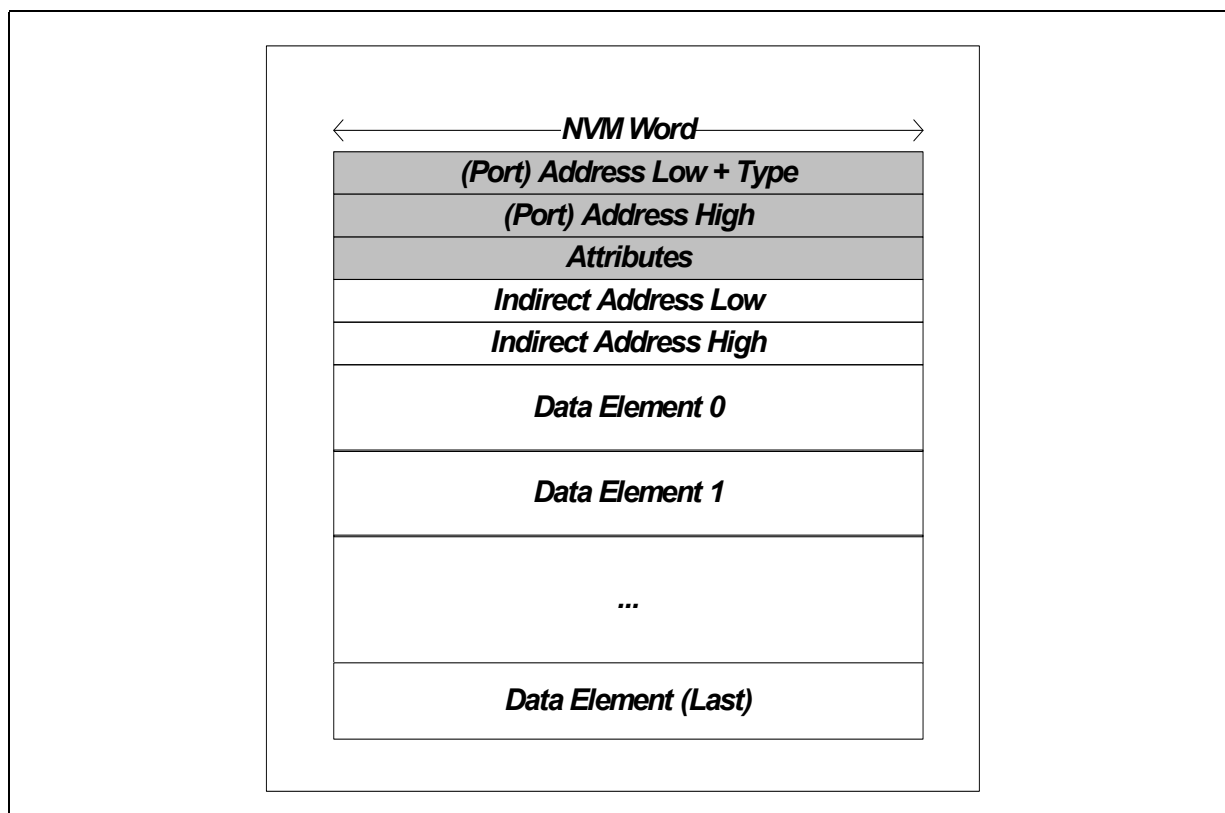 NVM Word
(Port) Address Low + Type
(Port) Address High
Attributes
Indirect Address Low
Indirect Address High
Data Element 0
Data Element 1
...
Data Element (Last)